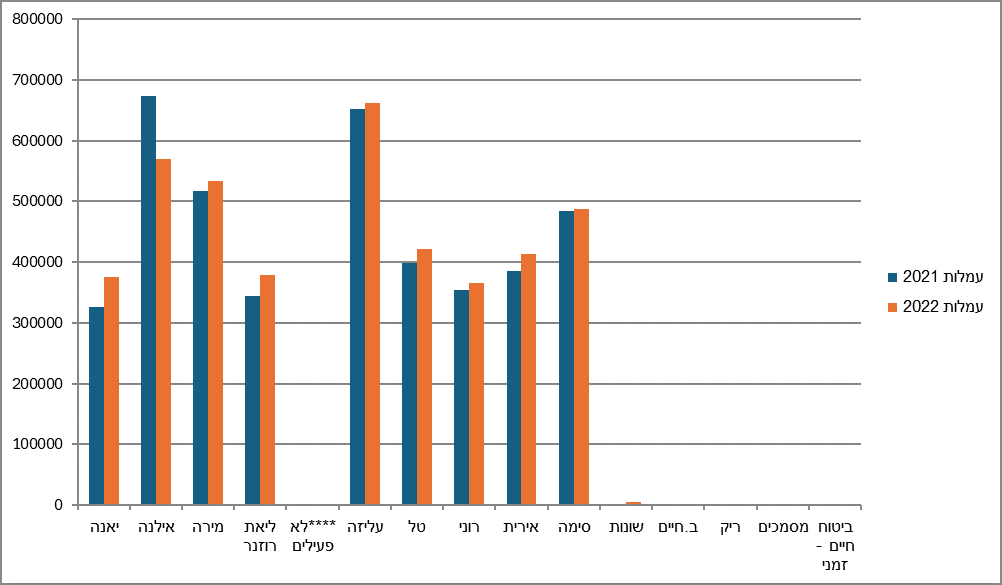 800000
700000
600000
500000
400000
300000
200000
100000
0
יאנה
אילנה
מירה
ליאת
רוזנר
****לא
פעילים
עליזה
טל
רוני
אירית
סימה
שונות
ב.חיים
ריק
מסמכים
ביטוח
חיים -
זמני
עמלות 2021
עמלות 2022